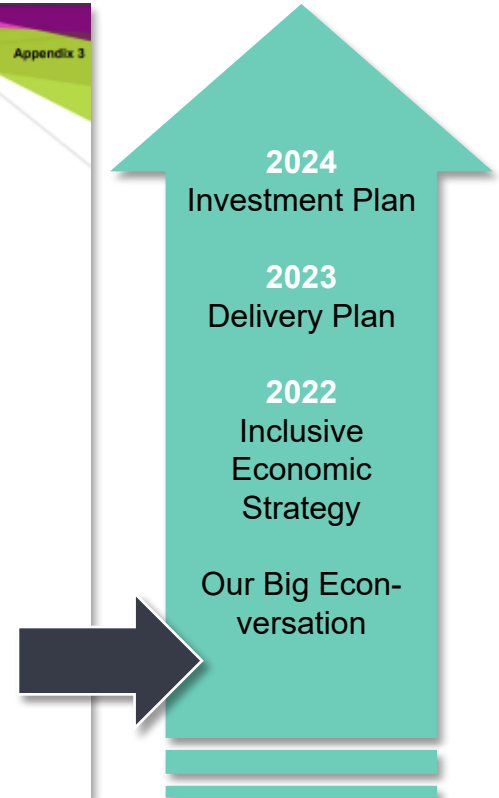 Appendix 3
2024
Investment Plan
2023
Delivery Plan
2022
Inclusive
Economic
Strategy
Our Big Econ-
versation